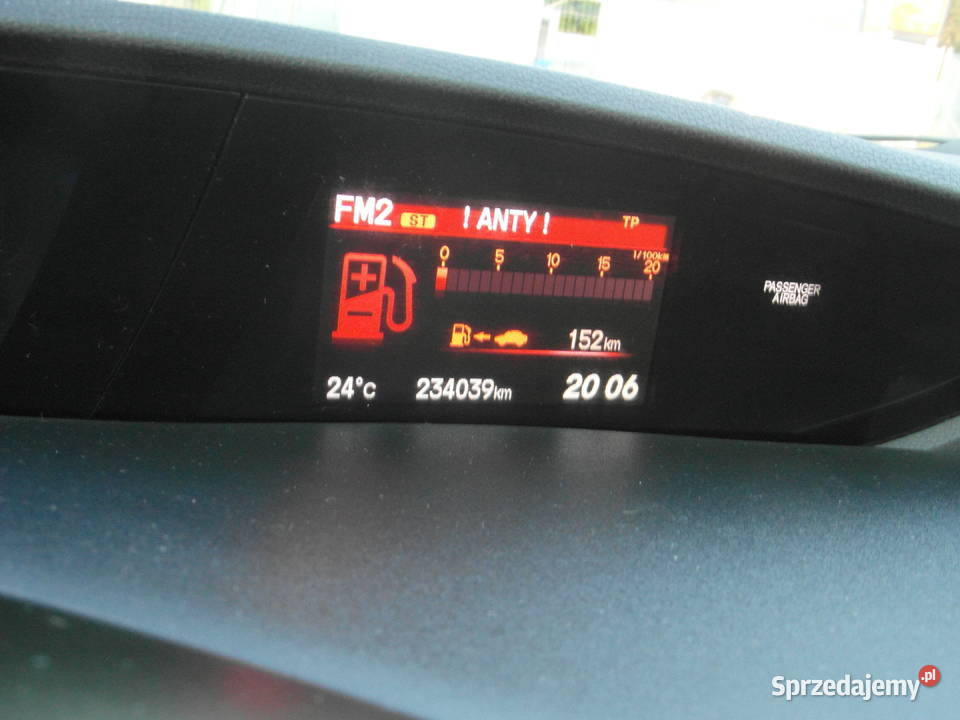 FM2 ST ! ANTY ! TP
l/100km
0 5 10 15 20
152km
24°C 234039km 20 06
PASSENGER
AIRBAG
Sprzedajemy.pl